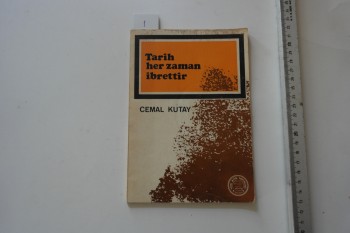 Tarih
her zaman
ibrettir
CEMAL KUTAY